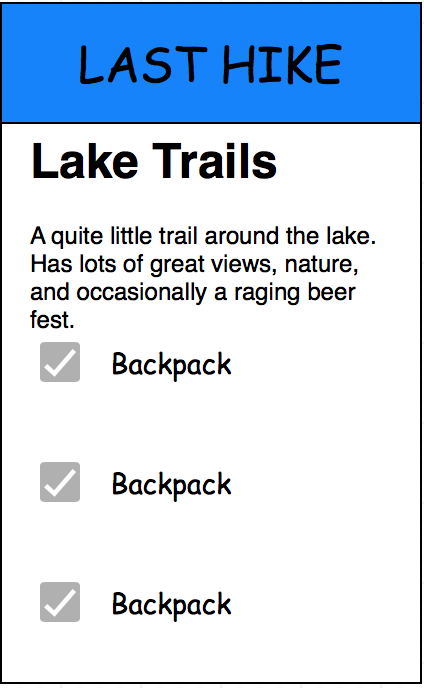 LAST HIKE
Lake Trails
A quite little trail around the lake.
Has lots of great views, nature,
and occasionally a raging beer
fest.
Backpack
Backpack
Backpack